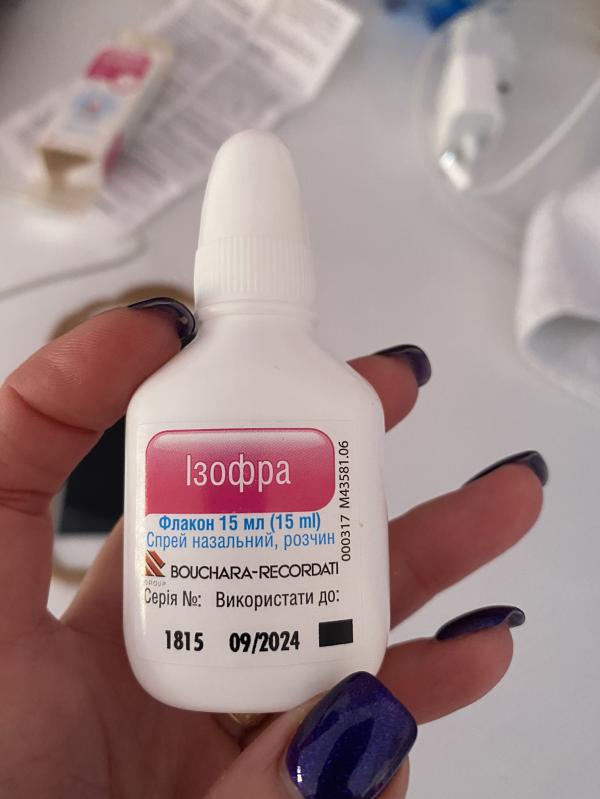 Ізофра
Флакон 15 мл (15 ml)
Спрей назальний, розчин
BOUCHARA-RECORDATI
GROUP
Серія №: Використати до:
1815 09/2024
000317 M43581.06